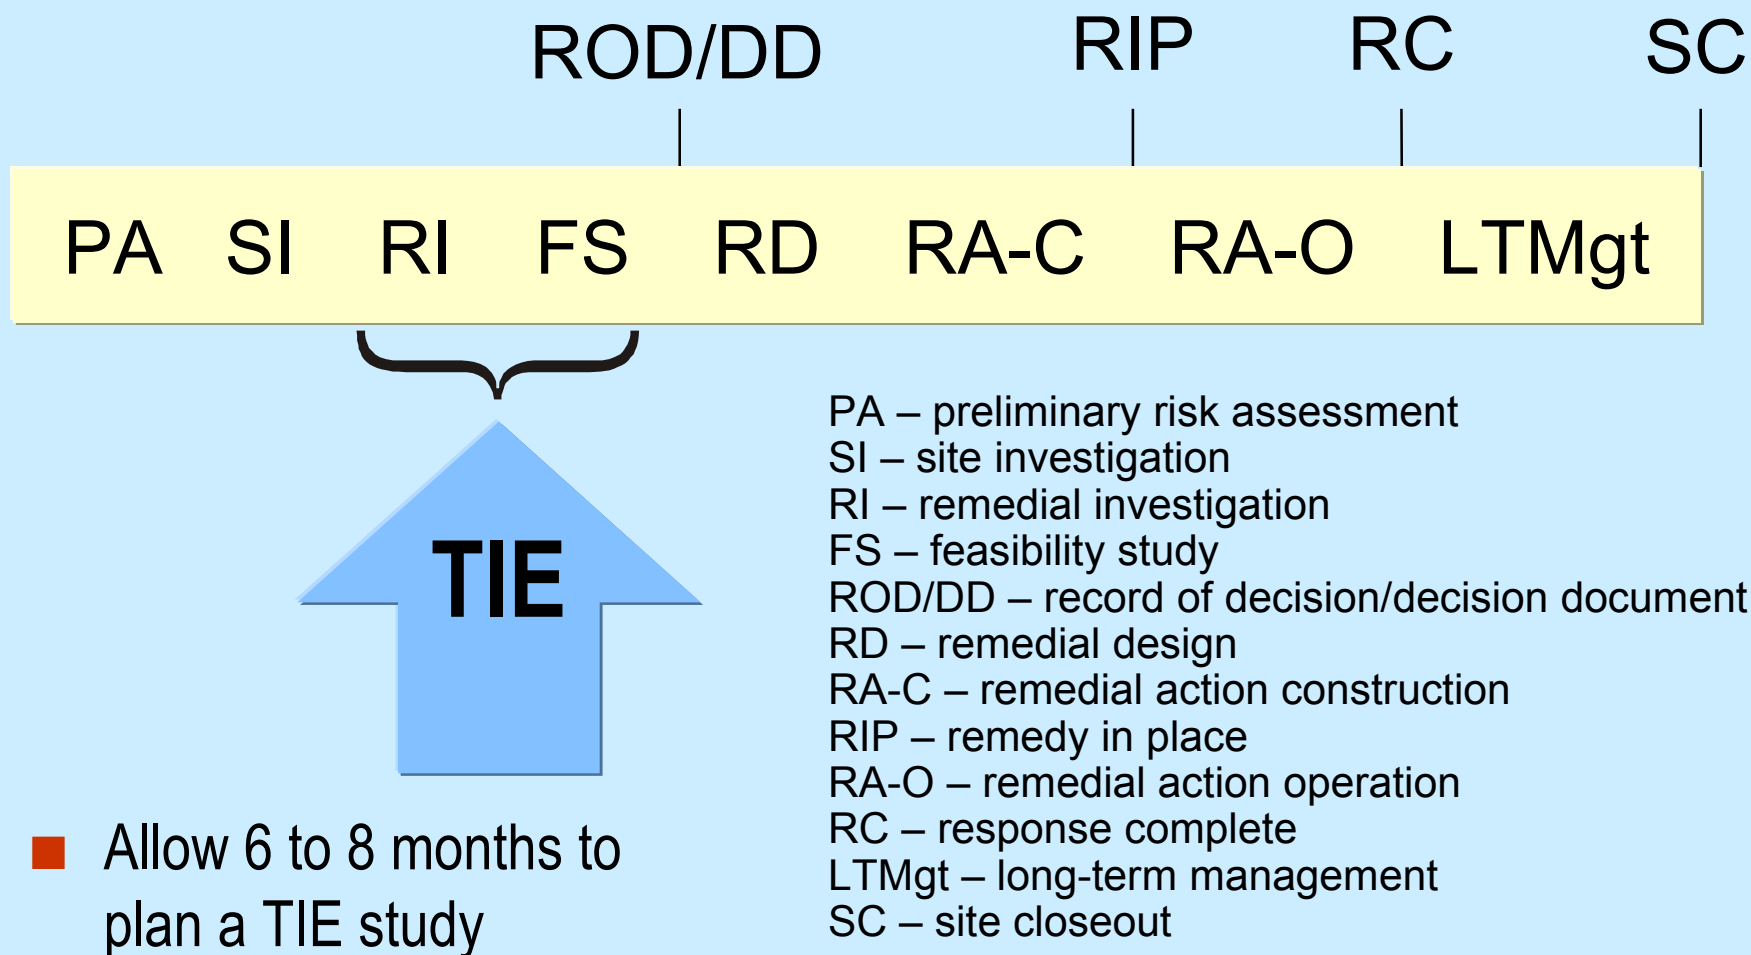 ROD/DD RIP RC SC
PA SI RI FS RD RA-C RA-O LTMgt
TIE
■ Allow 6 to 8 months to
plan a TIE study
PA – preliminary risk assessment
SI – site investigation
RI – remedial investigation
FS – feasibility study
ROD/DD – record of decision/decision document
RD – remedial design
RA-C – remedial action construction
RIP – remedy in place
RA-O – remedial action operation
RC – response complete
LTMgt – long-term management
SC – site closeout